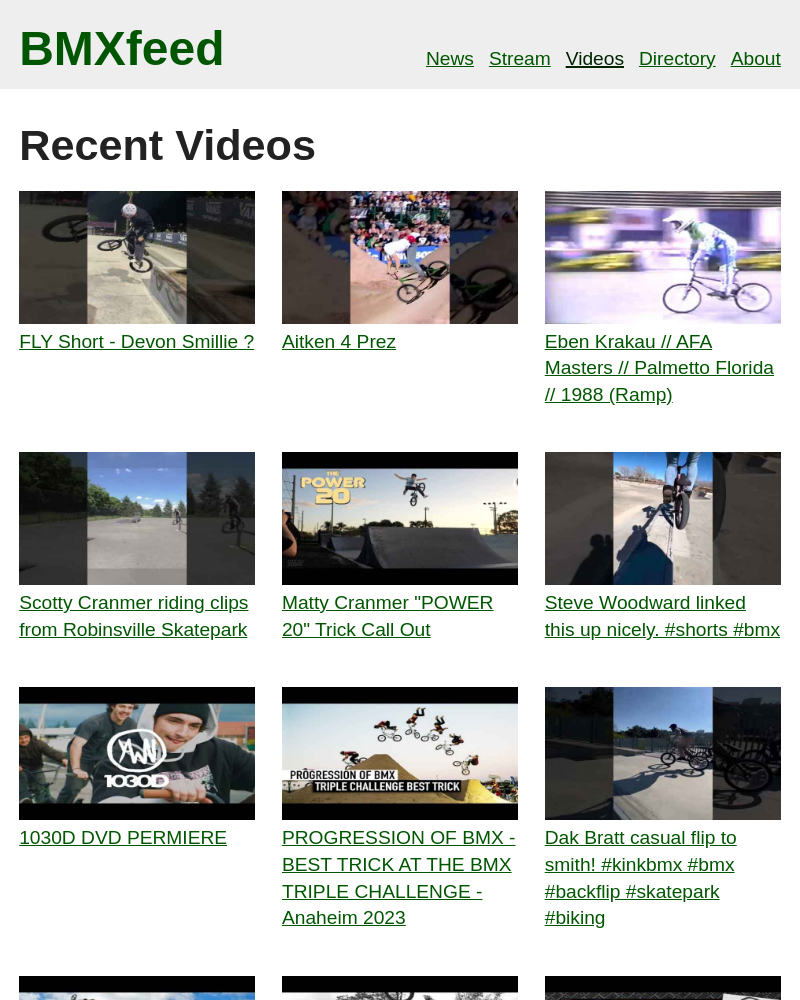 BMXfeed
News Stream Videos Directory About
Recent Videos
FLY Short - Devon Smillie ?
Aitken 4 Prez
Eben Krakau // AFA
Masters // Palmetto Florida
// 1988 (Ramp)
THE
POWER
20
Scotty Cranmer riding clips
from Robinsville Skatepark
Matty Cranmer "POWER
20" Trick Call Out
Steve Woodward linked
this up nicely. #shorts #bmx
1030D
PROGRESSION OF BMX
TRIPLE CHALLENGE BEST TRICK
1030D DVD PERMIERE
PROGRESSION OF BMX -
BEST TRICK AT THE BMX
TRIPLE CHALLENGE -
Anaheim 2023
Dak Bratt casual flip to
smith! #kinkbmx #bmx
#backflip #skatepark
#biking